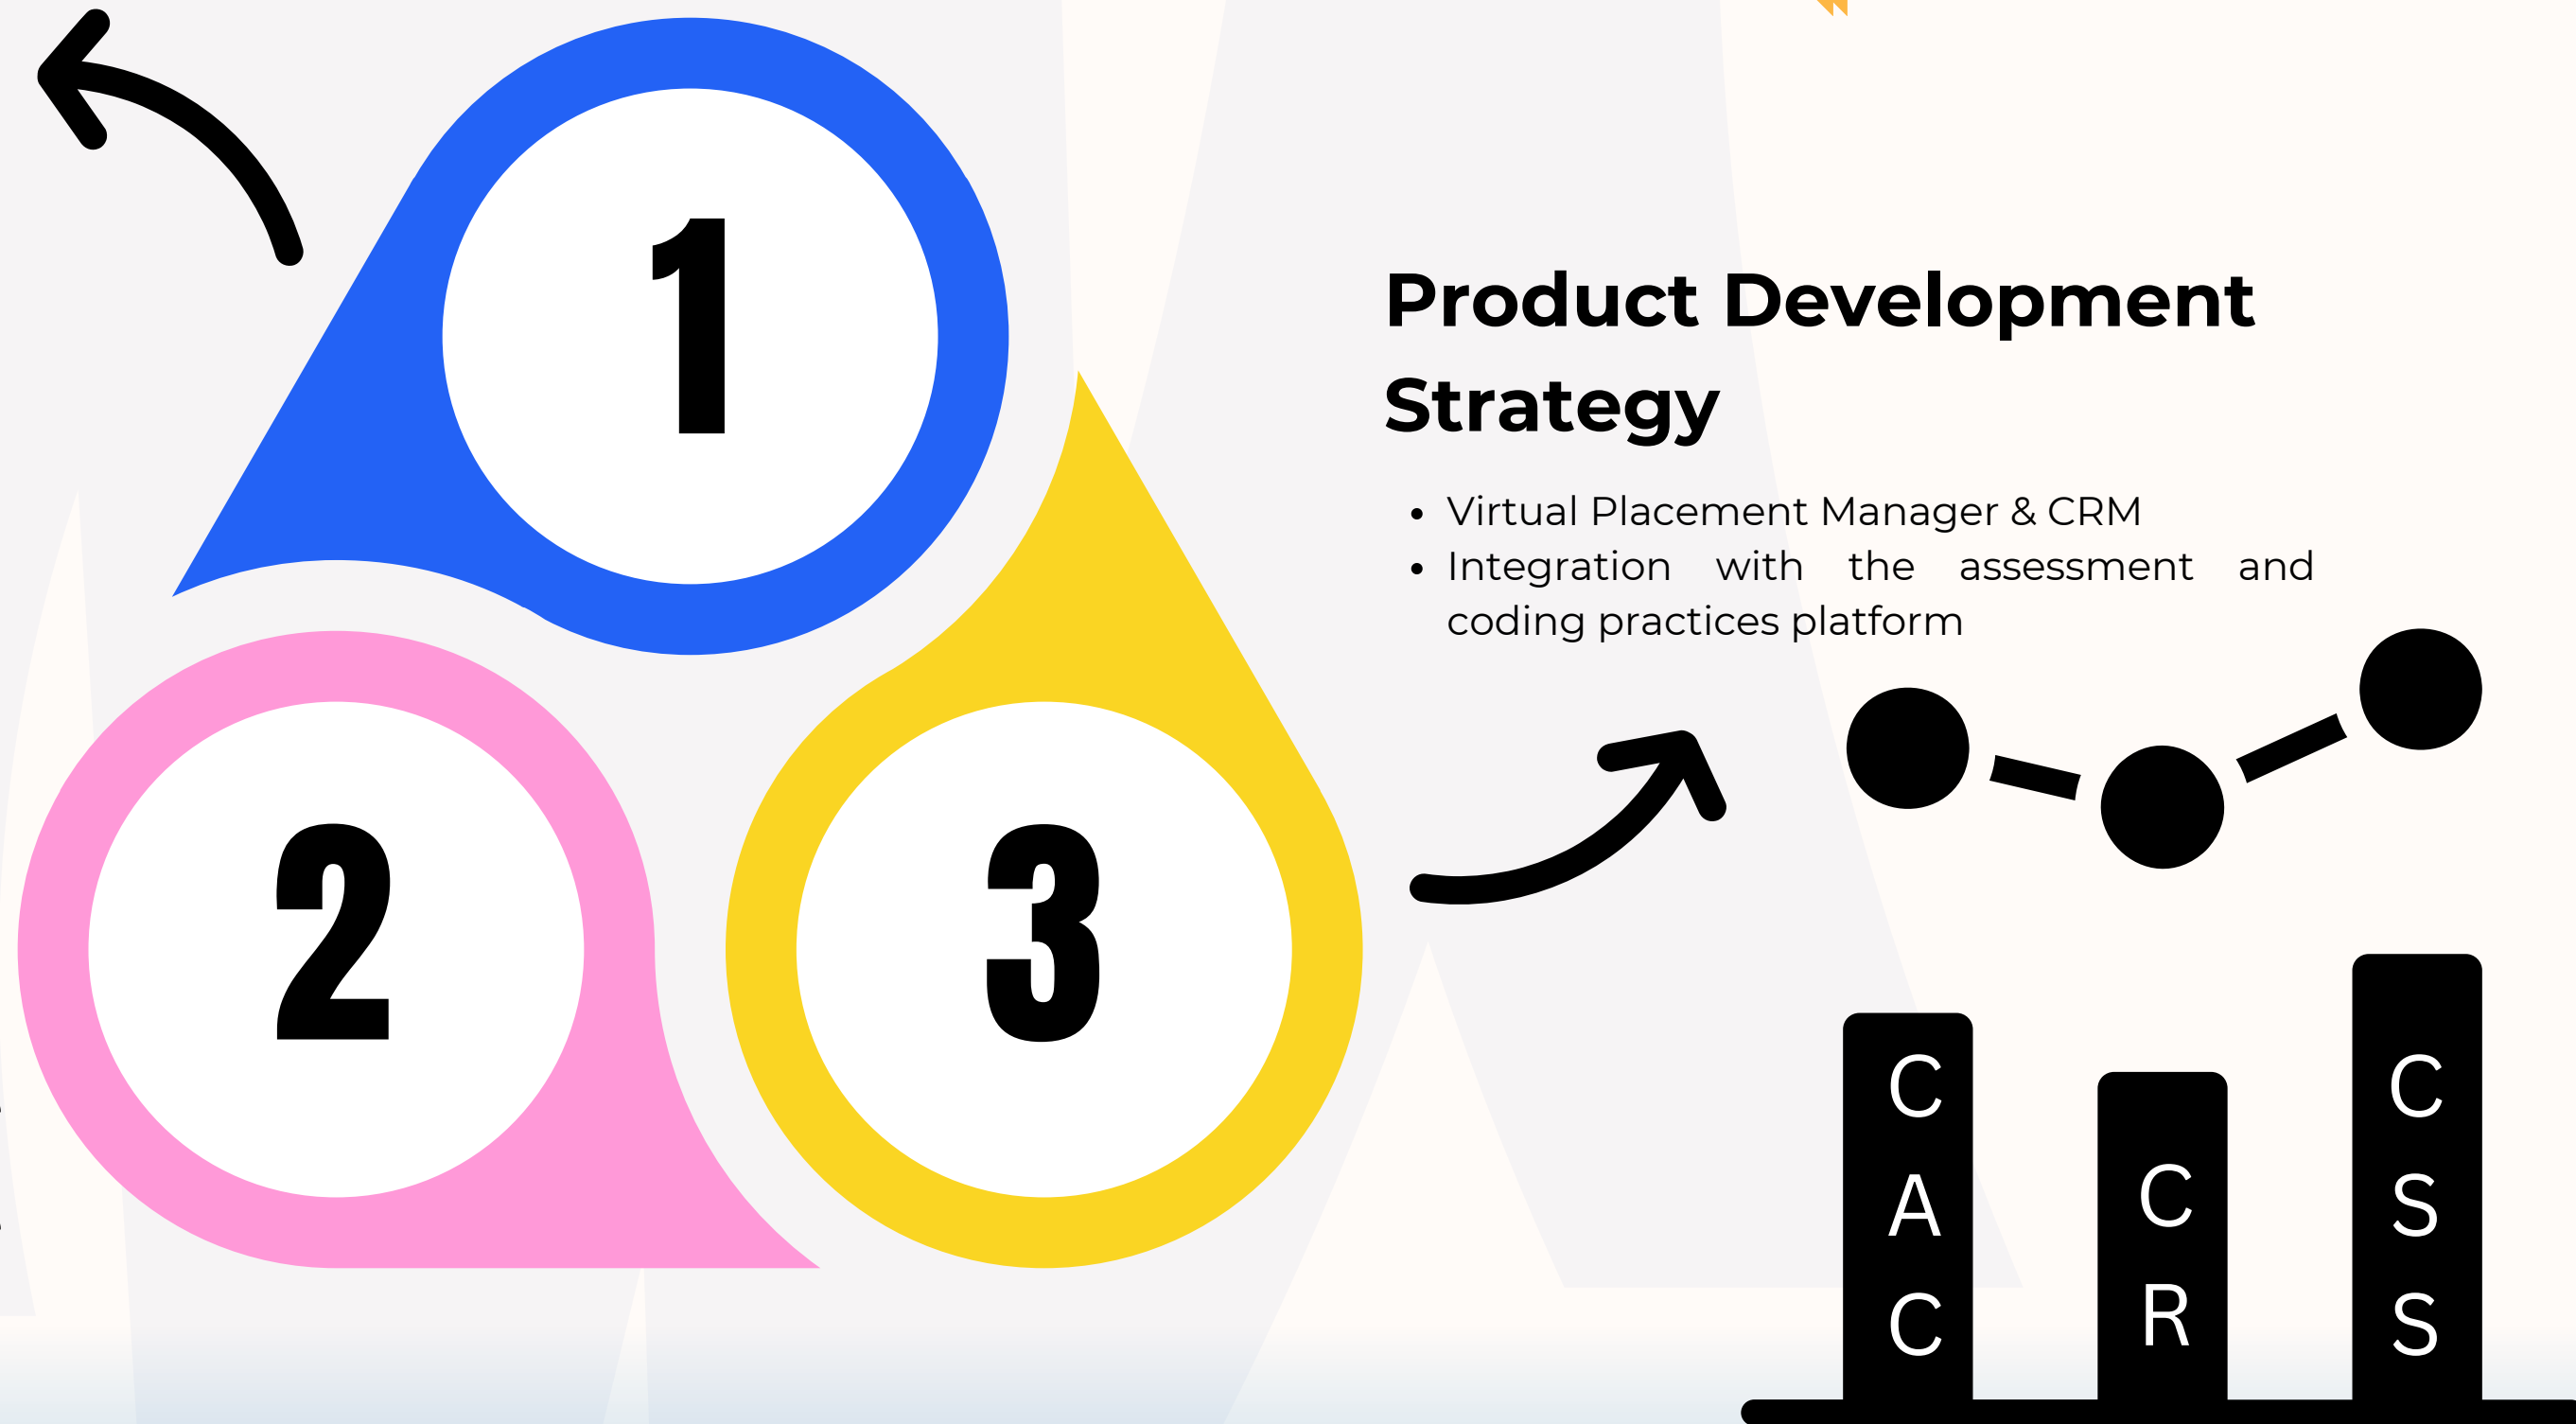 1
2
3
Product Development
Strategy
• Virtual Placement Manager & CRM
• Integration with the assessment and
coding practices platform
C
A
C
C
R
C
S
S